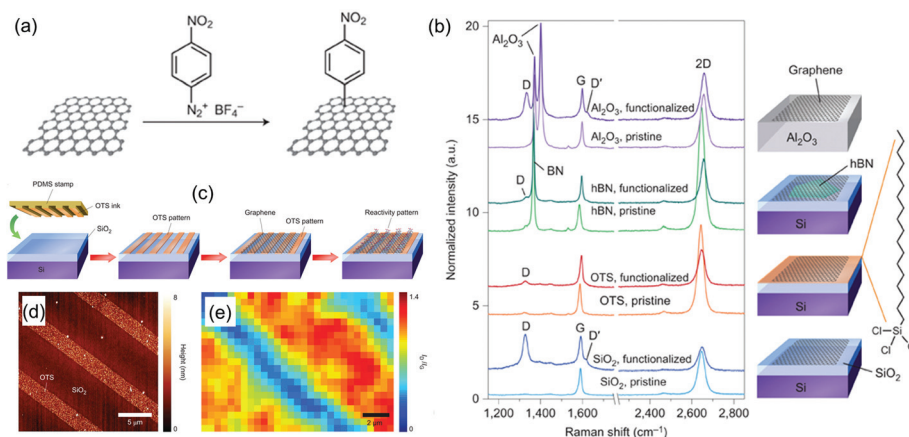 (a)
NO₂
N₂⁺ BF₄⁻
NO₂
(b)
20
15
10
5
0
Normalized intensity (a.u.)
Al₂O₃
D
G
D′
2D
Al₂O₃, functionalized
Al₂O₃, pristine
BN
D
hBN, functionalized
hBN, pristine
D
OTS, functionalized
OTS, pristine
D
G
D′
SiO₂, functionalized
SiO₂, pristine
1,200
1,400
1,600
2,600
2,800
Raman shift (cm⁻¹)
Graphene
Al₂O₃
hBN
Si
Si
Cl
Si
Cl
Si
SiO₂
(c)
PDMS stamp
OTS ink
SiO₂
Si
OTS pattern
Graphene
OTS pattern
Reactivity pattern
(d)
OTS
SiO₂
5 μm
8
Height (nm)
0
(e)
2 μm
1.4
0